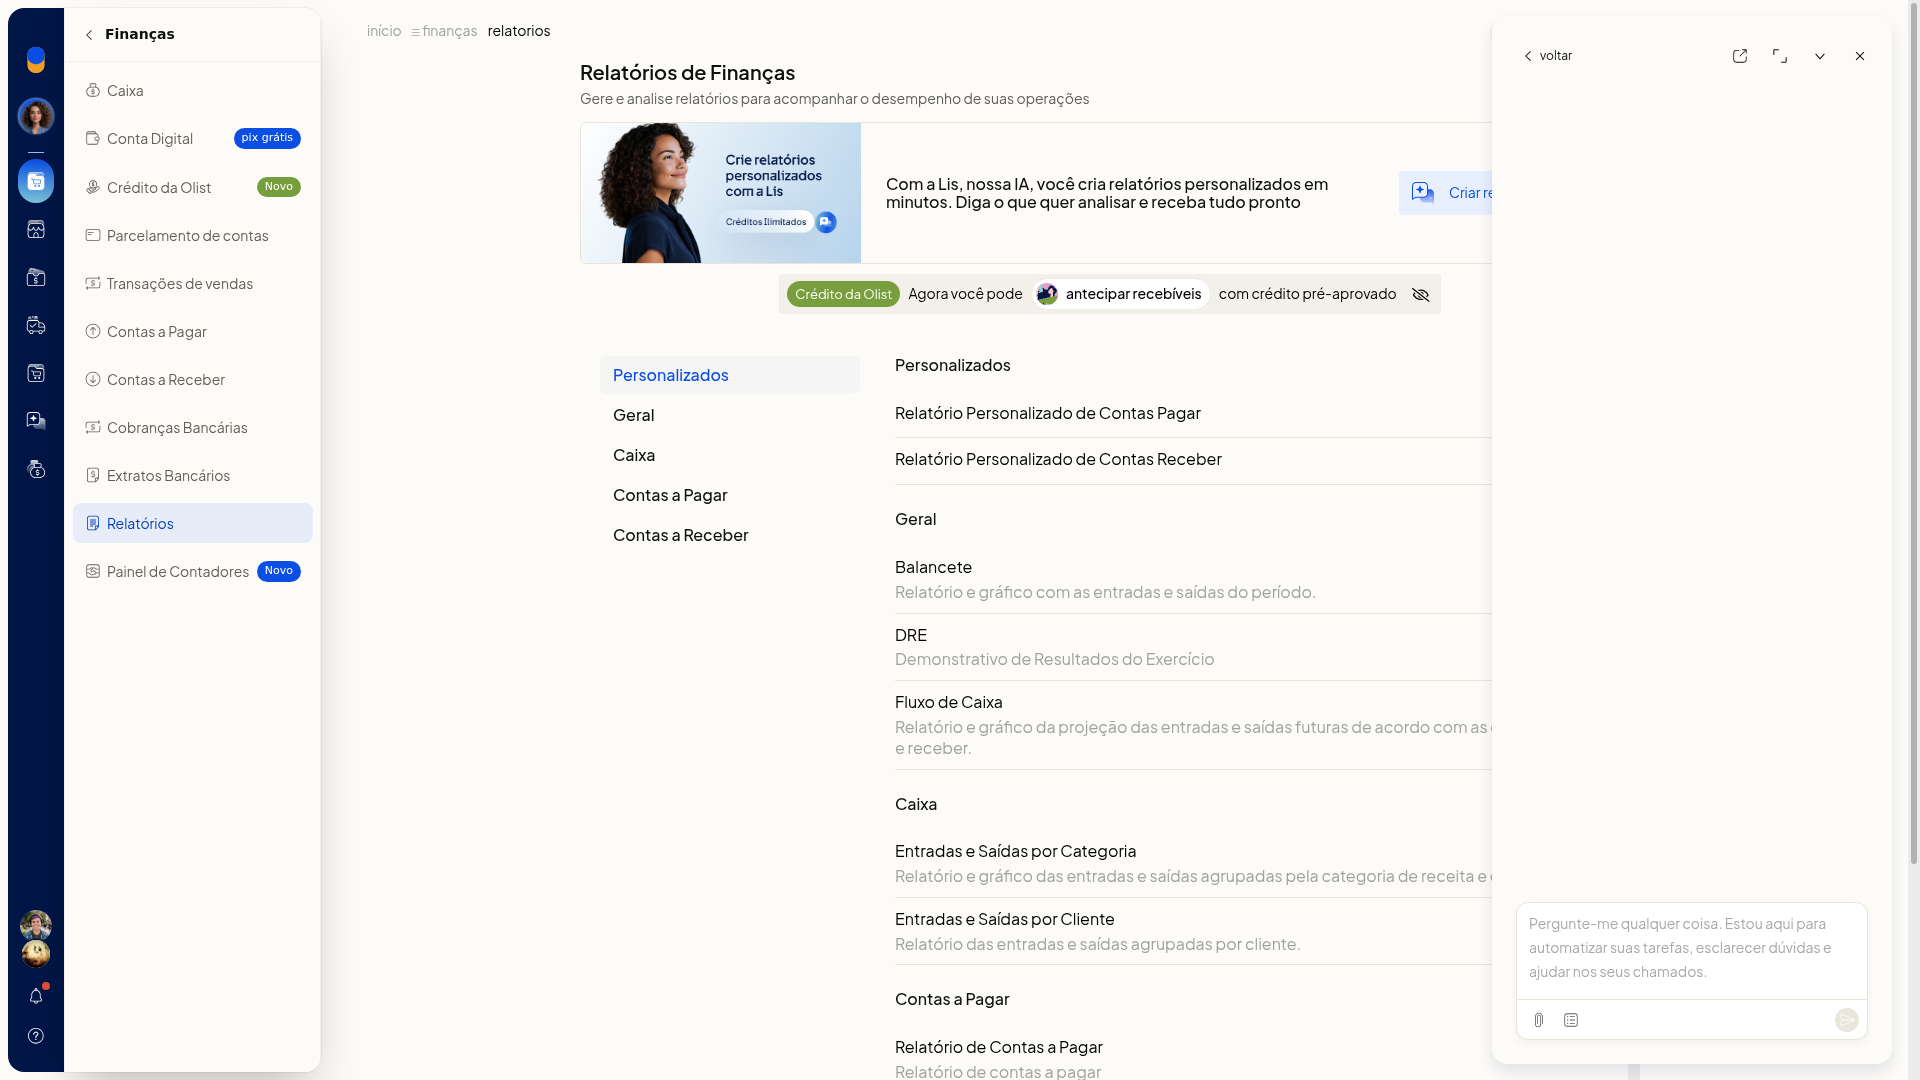 Finanças
Caixa
Conta Digital
pix grátis
Crédito da Olist
Novo
Parcelamento de contas
Transações de vendas
Contas a Pagar
Contas a Receber
Cobranças Bancárias
Extratos Bancários
Relatórios
Painel de Contadores
Novo
início
finanças
relatorios
Relatórios de Finanças
Gere e analise relatórios para acompanhar o desempenho de suas operações
Crie relatórios
personalizados
com a Lis
Créditos Ilimitados
Com a Lis, nossa IA, você cria relatórios personalizados em
minutos. Diga o que quer analisar e receba tudo pronto
Criar re
Crédito da Olist
Agora você pode
antecipar recebíveis
com crédito pré-aprovado
Personalizados
Geral
Caixa
Contas a Pagar
Contas a Receber
Personalizados
Relatório Personalizado de Contas Pagar
Relatório Personalizado de Contas Receber
Geral
Balancete
Relatório e gráfico com as entradas e saídas do período.
DRE
Demonstrativo de Resultados do Exercício
Fluxo de Caixa
Relatório e gráfico da projeção das entradas e saídas futuras de acordo com as
e receber.
Caixa
Entradas e Saídas por Categoria
Relatório e gráfico das entradas e saídas agrupadas pela categoria de receita e
Entradas e Saídas por Cliente
Relatório das entradas e saídas agrupadas por cliente.
Contas a Pagar
Relatório de Contas a Pagar
Relatório de contas a pagar
voltar
Pergunte-me qualquer coisa. Estou aqui para
automatizar suas tarefas, esclarecer dúvidas e
ajudar nos seus chamados.